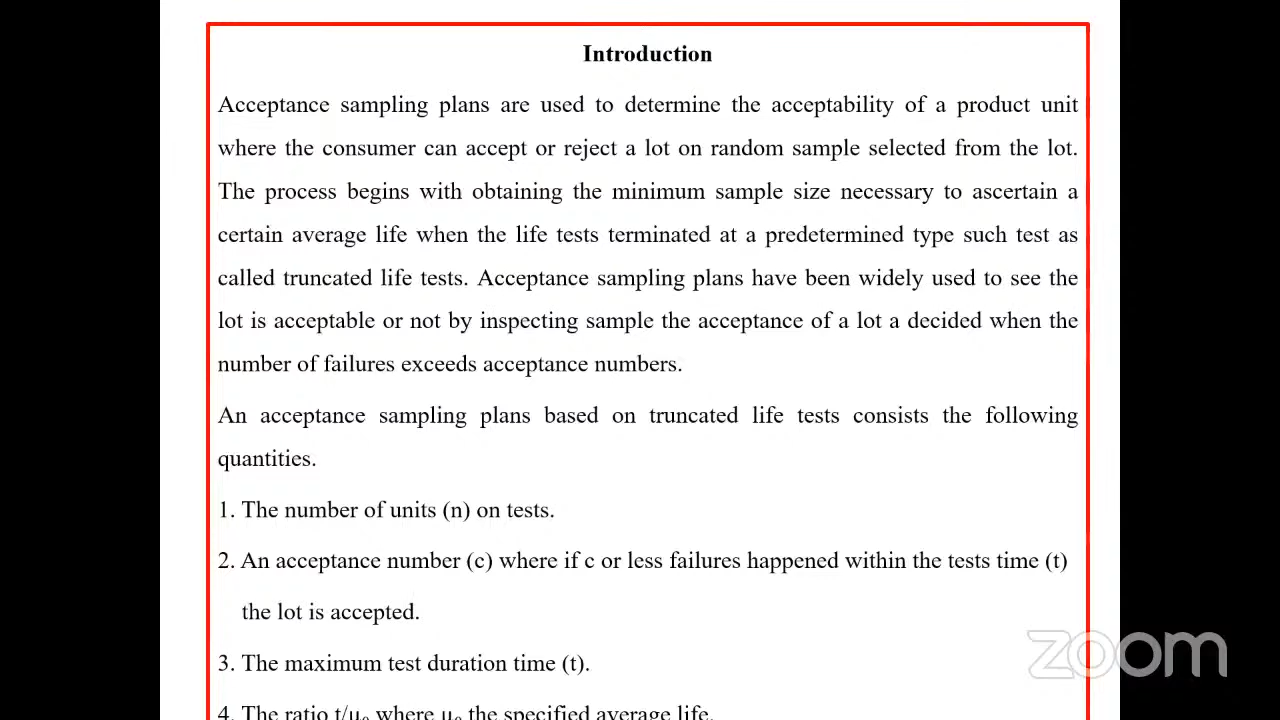 Introduction
Acceptance sampling plans are used to determine the acceptability of a product unit
where the consumer can accept or reject a lot on random sample selected from the lot.
The process begins with obtaining the minimum sample size necessary to ascertain a
certain average life when the life tests terminated at a predetermined type such test as
called truncated life tests. Acceptance sampling plans have been widely used to see the
lot is acceptable or not by inspecting sample the acceptance of a lot a decided when the
number of failures exceeds acceptance numbers.
An acceptance sampling plans based on truncated life tests consists the following
quantities.
1. The number of units (n) on tests.
2. An acceptance number (c) where if c or less failures happened within the tests time (t)
the lot is accepted.
3. The maximum test duration time (t).
4. The ratio t/μ₀ where μ₀ the specified average life.
zoom